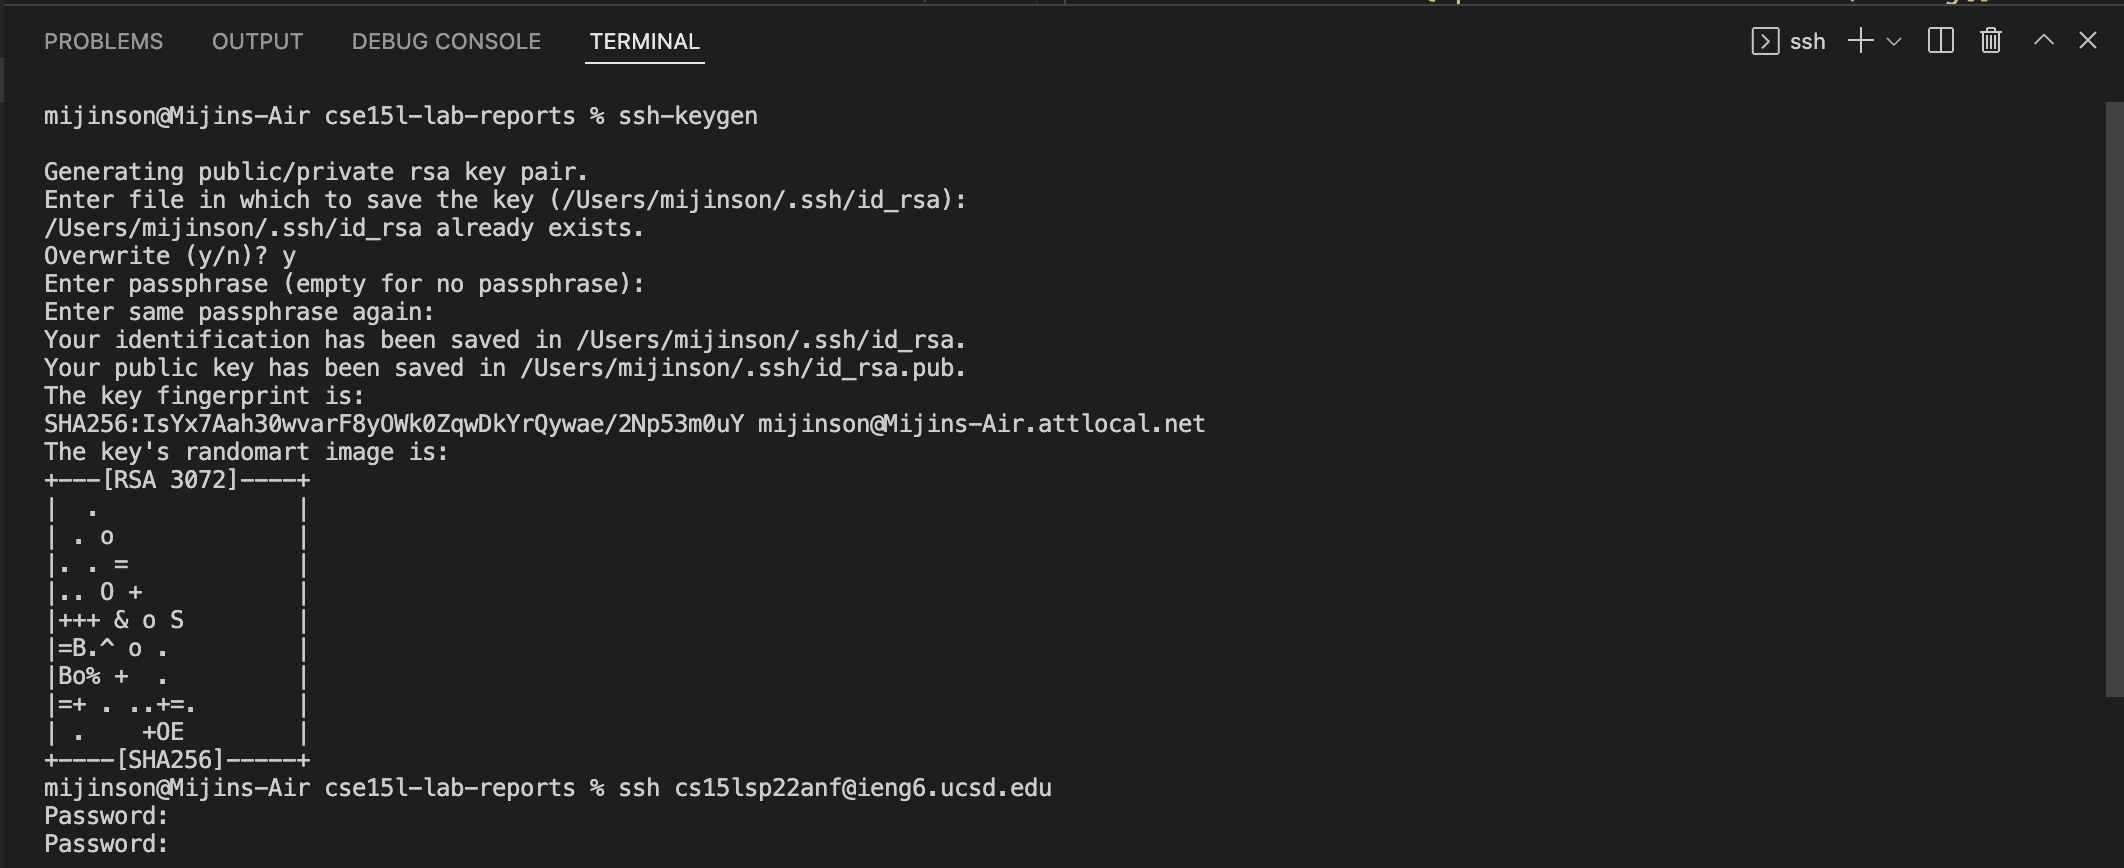 PROBLEMS OUTPUT DEBUG CONSOLE TERMINAL ssh
mijinson@Mijins-Air cse15l-lab-reports % ssh-keygen
Generating public/private rsa key pair.
Enter file in which to save the key (/Users/mijinson/.ssh/id_rsa):
/Users/mijinson/.ssh/id_rsa already exists.
Overwrite (y/n)? y
Enter passphrase (empty for no passphrase):
Enter same passphrase again:
Your identification has been saved in /Users/mijinson/.ssh/id_rsa.
Your public key has been saved in /Users/mijinson/.ssh/id_rsa.pub.
The key fingerprint is:
SHA256:IsYx7Aah30wvarF8yOWk0ZqwDkYrQywae/2Np53m0uY mijinson@Mijins-Air.attlocal.net
The key's randomart image is:
+---[RSA 3072]----+
|  .              |
| . o             |
|. . =            |
|.. O +           |
|+++ & o S        |
|=B.^ o .         |
|Bo% +  .         |
|=+ . ..+=.       |
| .    +OE        |
+----[SHA256]-----+
mijinson@Mijins-Air cse15l-lab-reports % ssh cs15lsp22anf@ieng6.ucsd.edu
Password:
Password: